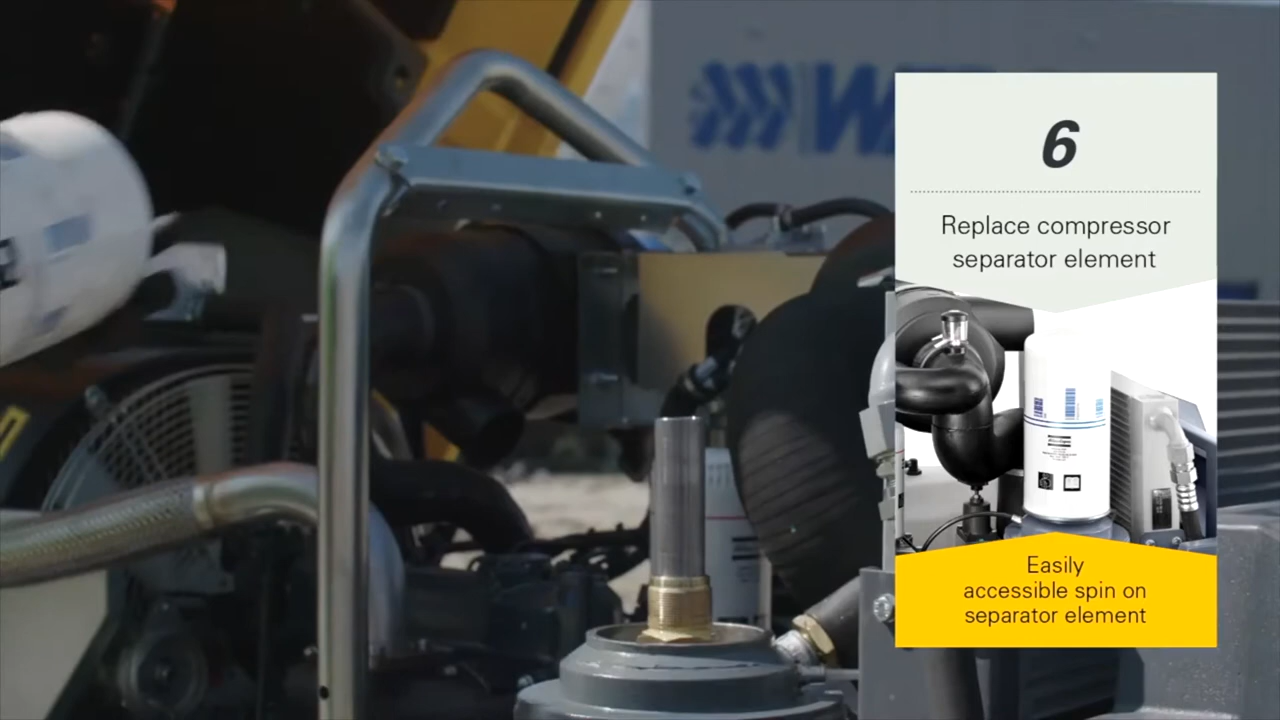 6
Replace compressor
separator element
Easily
accessible spin on
separator element